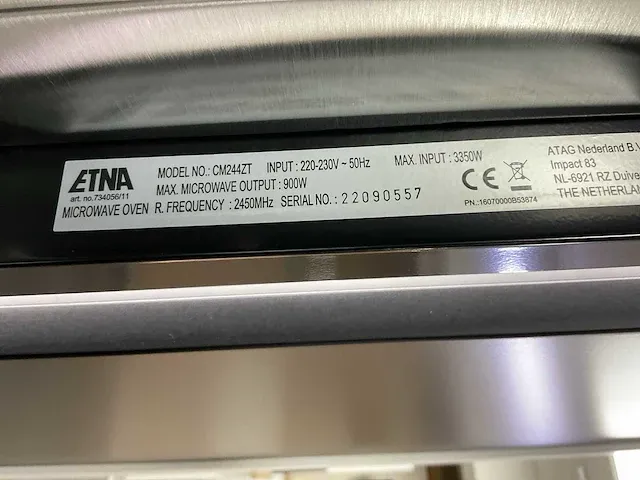 ETNA
art. no.734056/11
MODEL NO.: CM244ZT INPUT : 220-230V ~ 50Hz MAX. INPUT : 3350W
MAX. MICROWAVE OUTPUT : 900W
MICROWAVE OVEN R. FREQUENCY : 2450MHz SERIAL NO. : 22090557
CE
PN.:16070000B53874
ATAG Nederland B.V
Impact 83
NL-6921 RZ Duive
THE NETHERLA